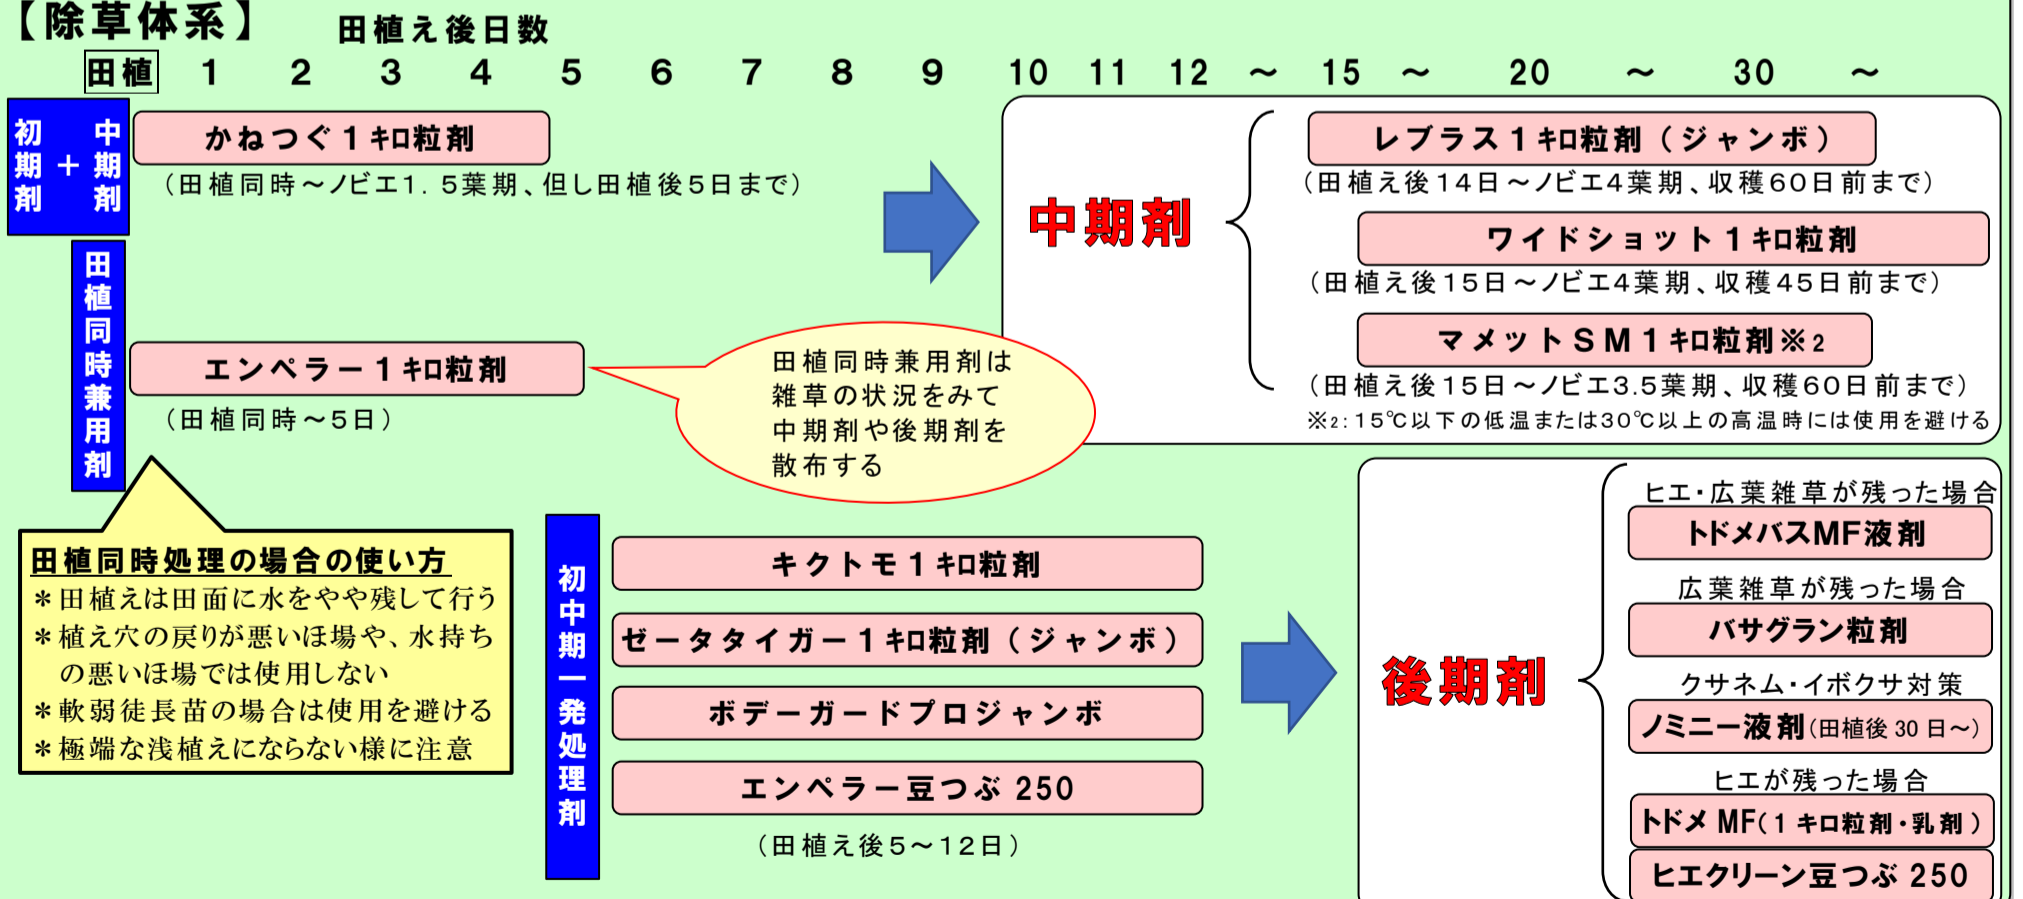 【除草体系】 田植え後日数
田植 1 2 3 4 5 6 7 8 9 10 11 12 ～ 15 ～ 20 ～ 30 ～
初期剤＋中期剤
かねつぐ１キロ粒剤
（田植同時～ノビエ１．５葉期、但し田植後５日まで）
田植同時兼用剤
エンペラー１キロ粒剤
（田植同時～５日）
田植同時兼用剤は
雑草の状況をみて
中期剤や後期剤を
散布する
中期剤
レブラス１キロ粒剤（ジャンボ）
（田植え後１４日～ノビエ４葉期、収穫６０日前まで）
ワイドショット１キロ粒剤
（田植え後１５日～ノビエ４葉期、収穫４５日前まで）
マメットＳＭ１キロ粒剤※２
（田植え後１５日～ノビエ3.5葉期、収穫６０日前まで）
※２：１５℃以下の低温または３０℃以上の高温時には使用を避ける
田植同時処理の場合の使い方
＊田植えは田面に水をやや残して行う
＊植え穴の戻りが悪いほ場や、水持ち
の悪いほ場では使用しない
＊軟弱徒長苗の場合は使用を避ける
＊極端な浅植えにならない様に注意
初中期一発処理剤
キクトモ１キロ粒剤
ゼータタイガー１キロ粒剤（ジャンボ）
ボデーガードプロジャンボ
エンペラー豆つぶ 250
（田植え後５～１２日）
後期剤
ヒエ・広葉雑草が残った場合
トドメバスMF液剤
広葉雑草が残った場合
バサグラン粒剤
クサネム・イボクサ対策
ノミニー液剤（田植後 30 日～）
ヒエが残った場合
トドメ MF（１キロ粒剤・乳剤）
ヒエクリーン豆つぶ 250